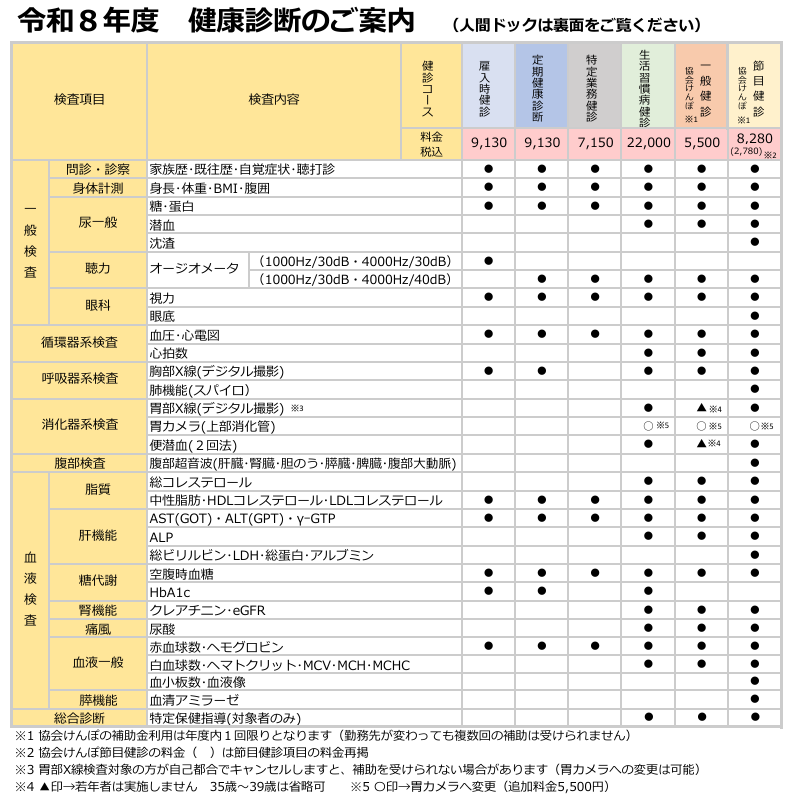 令和８年度　健康診断のご案内　（人間ドックは裏面をご覧ください）
検査項目　検査内容　健診コース　雇入時健診　定期健康診断　特定業務健診　生活習慣病健診　一般健診 協会けんぽ ※1　節目健診 協会けんぽ ※1
料金 税込　9,130　9,130　7,150　22,000　5,500　8,280 (2,780) ※2
一般検査
問診・診察　家族歴・既往歴・自覚症状・聴打診　●　●　●　●　●　●
身体計測　身長・体重・BMI・腹囲　●　●　●　●　●　●
尿一般　糖・蛋白　●　●　●　●　●　●
潜血　●　●　●
沈渣　●
聴力　オージオメータ　（1000Hz/30dB・4000Hz/30dB）　●
（1000Hz/30dB・4000Hz/40dB）　●　●　●　●　●
眼科　視力　●　●　●　●　●　●
眼底　●
循環器系検査　血圧・心電図　●　●　●　●　●　●
心拍数　●　●　●
呼吸器系検査　胸部X線(デジタル撮影)　●　●　●　●　●
肺機能(スパイロ）　●
消化器系検査　胃部X線(デジタル撮影)　※3　●　▲※4　●
胃カメラ(上部消化管)　○※5　○※5　○※5
便潜血(２回法)　●　▲※4　●
腹部検査　腹部超音波(肝臓・腎臓・胆のう・膵臓・脾臓・腹部大動脈)　●
血液検査
脂質　総コレステロール　●　●　●
中性脂肪・HDLコレステロール・LDLコレステロール　●　●　●　●　●　●
肝機能　AST(GOT)・ALT(GPT)・γ-GTP　●　●　●　●　●　●
ALP　●　●　●
総ビリルビン・LDH・総蛋白・アルブミン　●
糖代謝　空腹時血糖　●　●　●　●　●　●
HbA1c　●　●　●
腎機能　クレアチニン・eGFR　●　●　●
痛風　尿酸　●　●　●
血液一般　赤血球数・ヘモグロビン　●　●　●　●　●　●
白血球数・ヘマトクリット・MCV・MCH・MCHC　●　●　●
血小板数・血液像　●
膵機能　血清アミラーゼ　●
総合診断　特定保健指導(対象者のみ)　●　●　●
※1 協会けんぽの補助金利用は年度内１回限りとなります（勤務先が変わっても複数回の補助は受けられません）
※2 協会けんぽ節目健診の料金（　）は節目健診項目の料金再掲
※3 胃部X線検査対象の方が自己都合でキャンセルしますと、補助を受けられない場合があります（胃カメラへの変更は可能）
※4 ▲印→若年者は実施しません　35歳～39歳は省略可　　※5 ○印→胃カメラへ変更（追加料金5,500円）